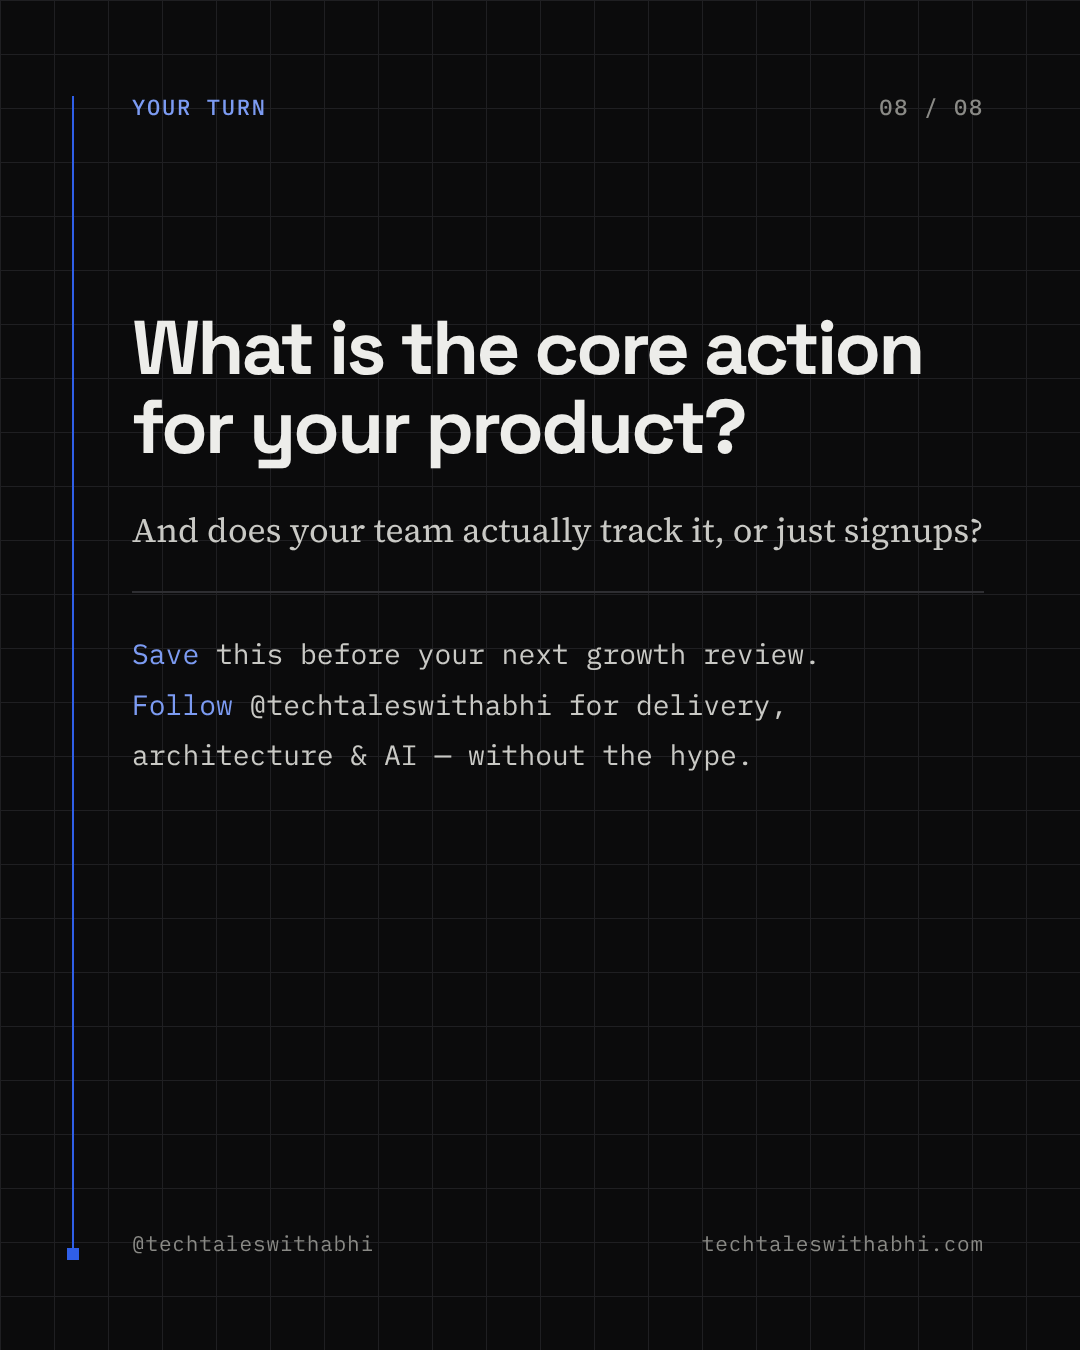 YOUR TURN
08 / 08
What is the core action
for your product?
And does your team actually track it, or just signups?
Save this before your next growth review.
Follow @techtaleswithabhi for delivery,
architecture & AI — without the hype.
@techtaleswithabhi
techtaleswithabhi.com